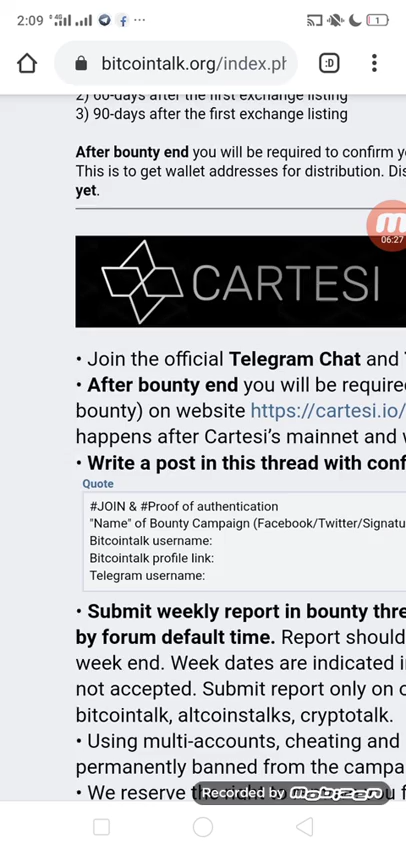 2:09
1
bitcointalk.org/index.ph
:D
2) 60-days after the first exchange listing
3) 90-days after the first exchange listing
After bounty end you will be required to confirm y
This is to get wallet addresses for distribution. Dis
yet.
06:27
CARTESI
• Join the official Telegram Chat and
• After bounty end you will be require
bounty) on website https://cartesi.io/
happens after Cartesi’s mainnet and w
• Write a post in this thread with conf
Quote
#JOIN & #Proof of authentication
"Name" of Bounty Campaign (Facebook/Twitter/Signatu
Bitcointalk username:
Bitcointalk profile link:
Telegram username:
• Submit weekly report in bounty thre
by forum default time. Report should
week end. Week dates are indicated i
not accepted. Submit report only on o
bitcointalk, altcoinstalks, cryptotalk.
• Using multi-accounts, cheating and
permanently banned from the campa
• We reserve the right to
Recorded by MOBIZEN